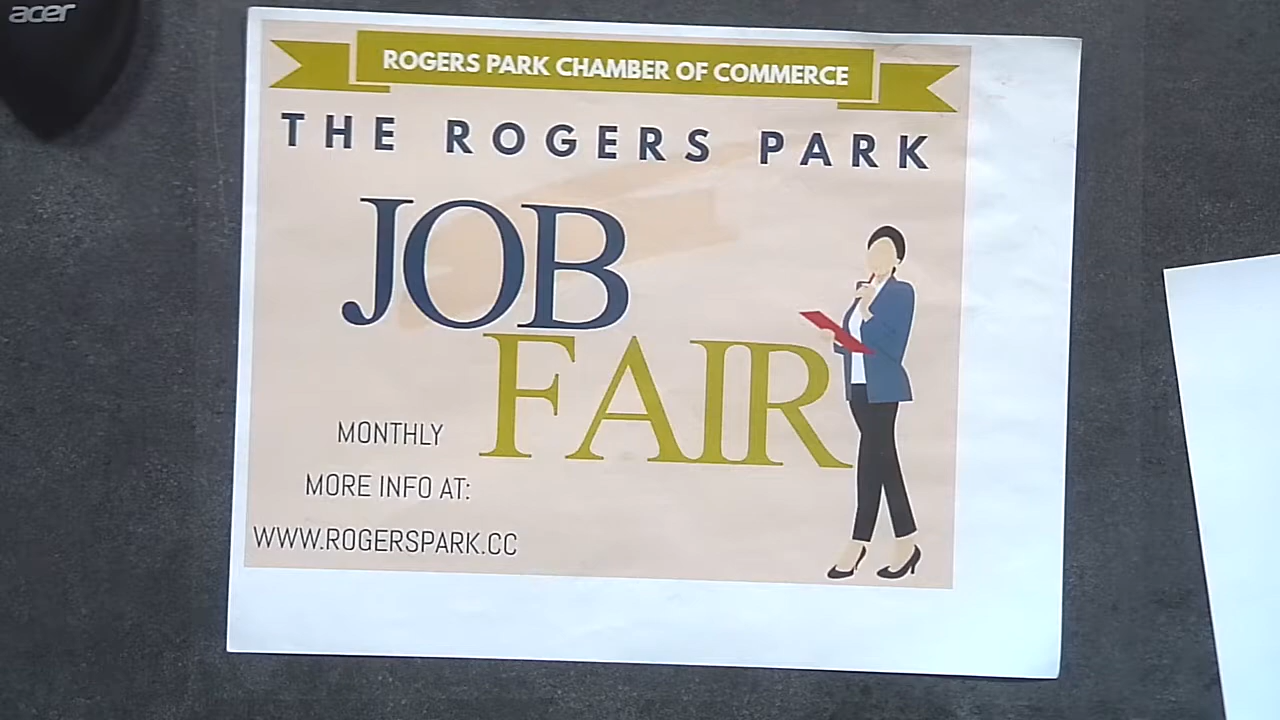 acer
ROGERS PARK CHAMBER OF COMMERCE
THE ROGERS PARK
JOB
FAIR
MONTHLY
MORE INFO AT:
WWW.ROGERSPARK.CC